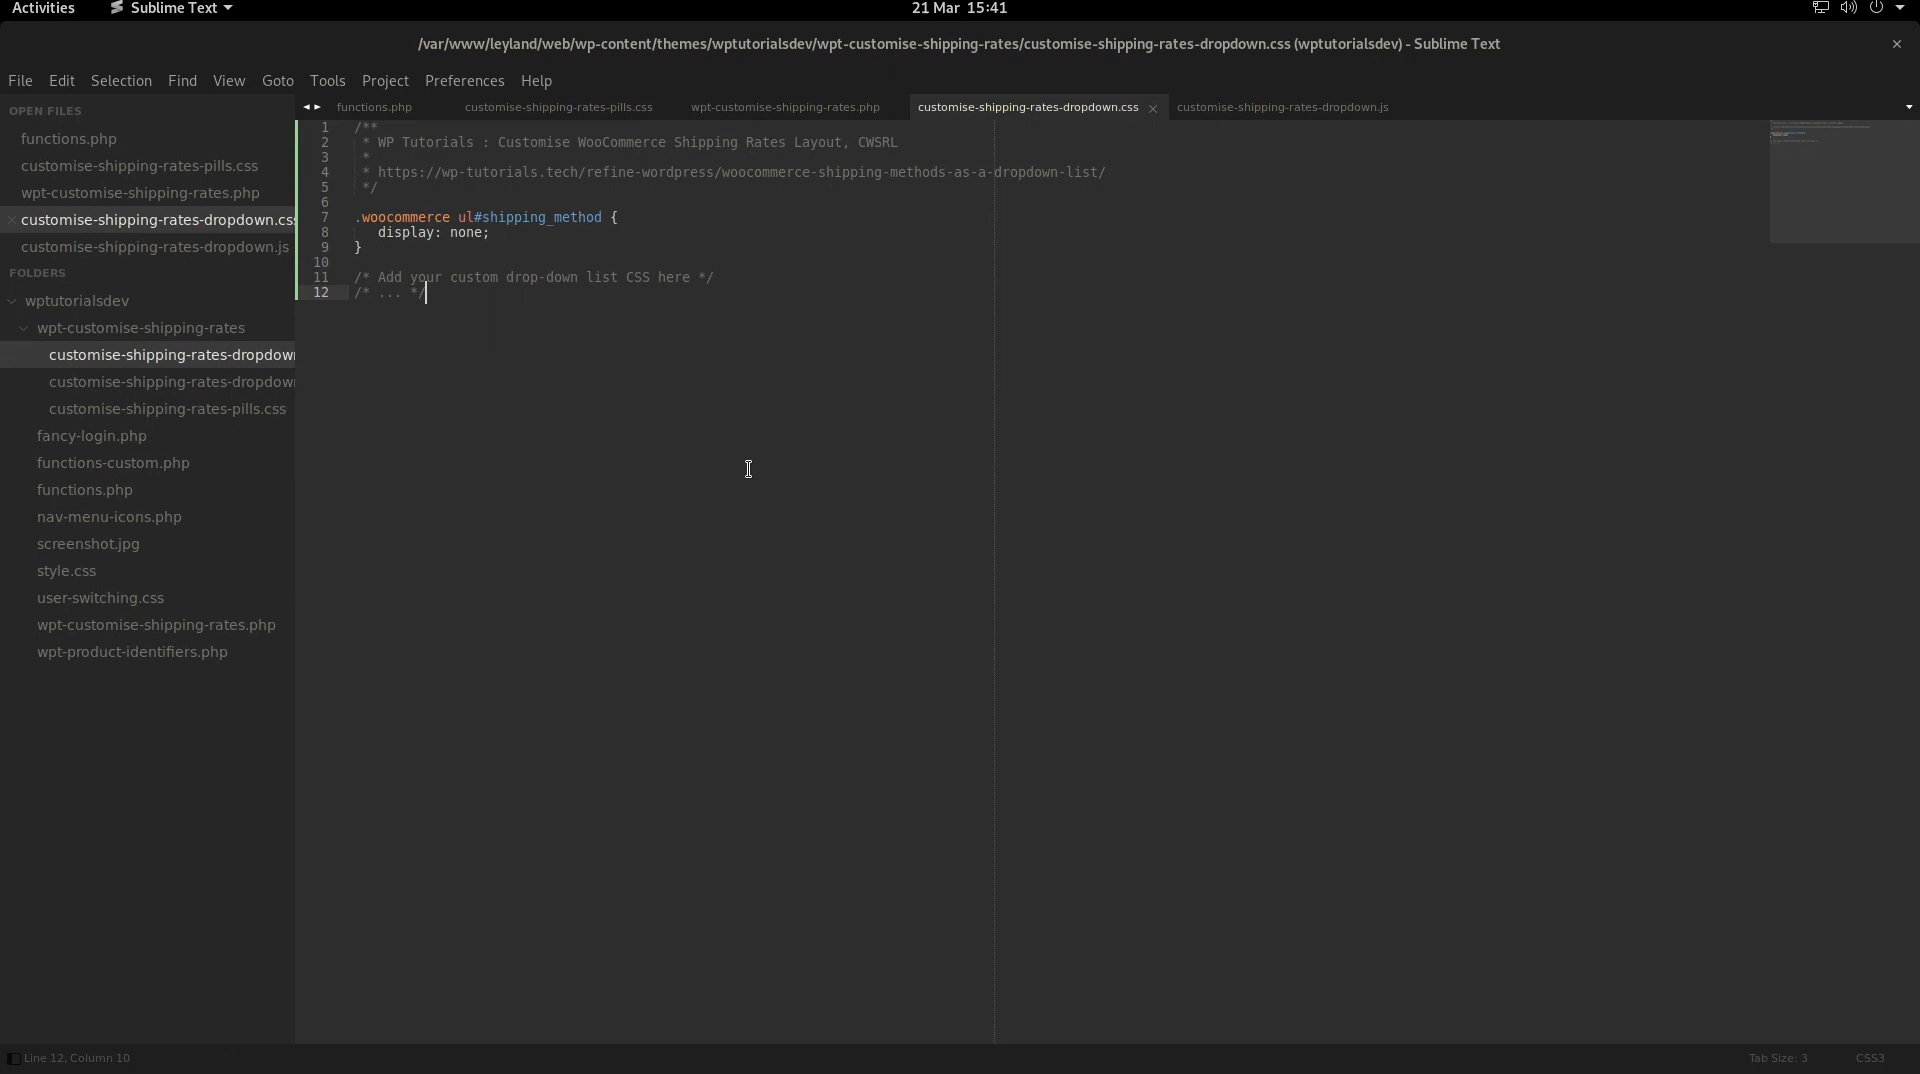 Activities
Sublime Text
21 Mar 15:41
/var/www/leyland/web/wp-content/themes/wptutorialsdev/wpt-customise-shipping-rates/customise-shipping-rates-dropdown.css (wptutorialsdev) - Sublime Text
File Edit Selection Find View Goto Tools Project Preferences Help
OPEN FILES
functions.php
customise-shipping-rates-pills.css
wpt-customise-shipping-rates.php
customise-shipping-rates-dropdown.css
customise-shipping-rates-dropdown.js
FOLDERS
wptutorialsdev
wpt-customise-shipping-rates
customise-shipping-rates-dropdown
customise-shipping-rates-dropdown
customise-shipping-rates-pills.css
fancy-login.php
functions-custom.php
functions.php
nav-menu-icons.php
screenshot.jpg
style.css
user-switching.css
wpt-customise-shipping-rates.php
wpt-product-identifiers.php
functions.php customise-shipping-rates-pills.css wpt-customise-shipping-rates.php customise-shipping-rates-dropdown.css customise-shipping-rates-dropdown.js
1 /**
2 * WP Tutorials : Customise WooCommerce Shipping Rates Layout, CWSRL
3 *
4 * https://wp-tutorials.tech/refine-wordpress/woocommerce-shipping-methods-as-a-dropdown-list/
5 */
6
7 .woocommerce ul#shipping_method {
8 display: none;
9 }
10
11 /* Add your custom drop-down list CSS here */
12 /* ... */
Line 12, Column 10
Tab Size: 3
CSS3